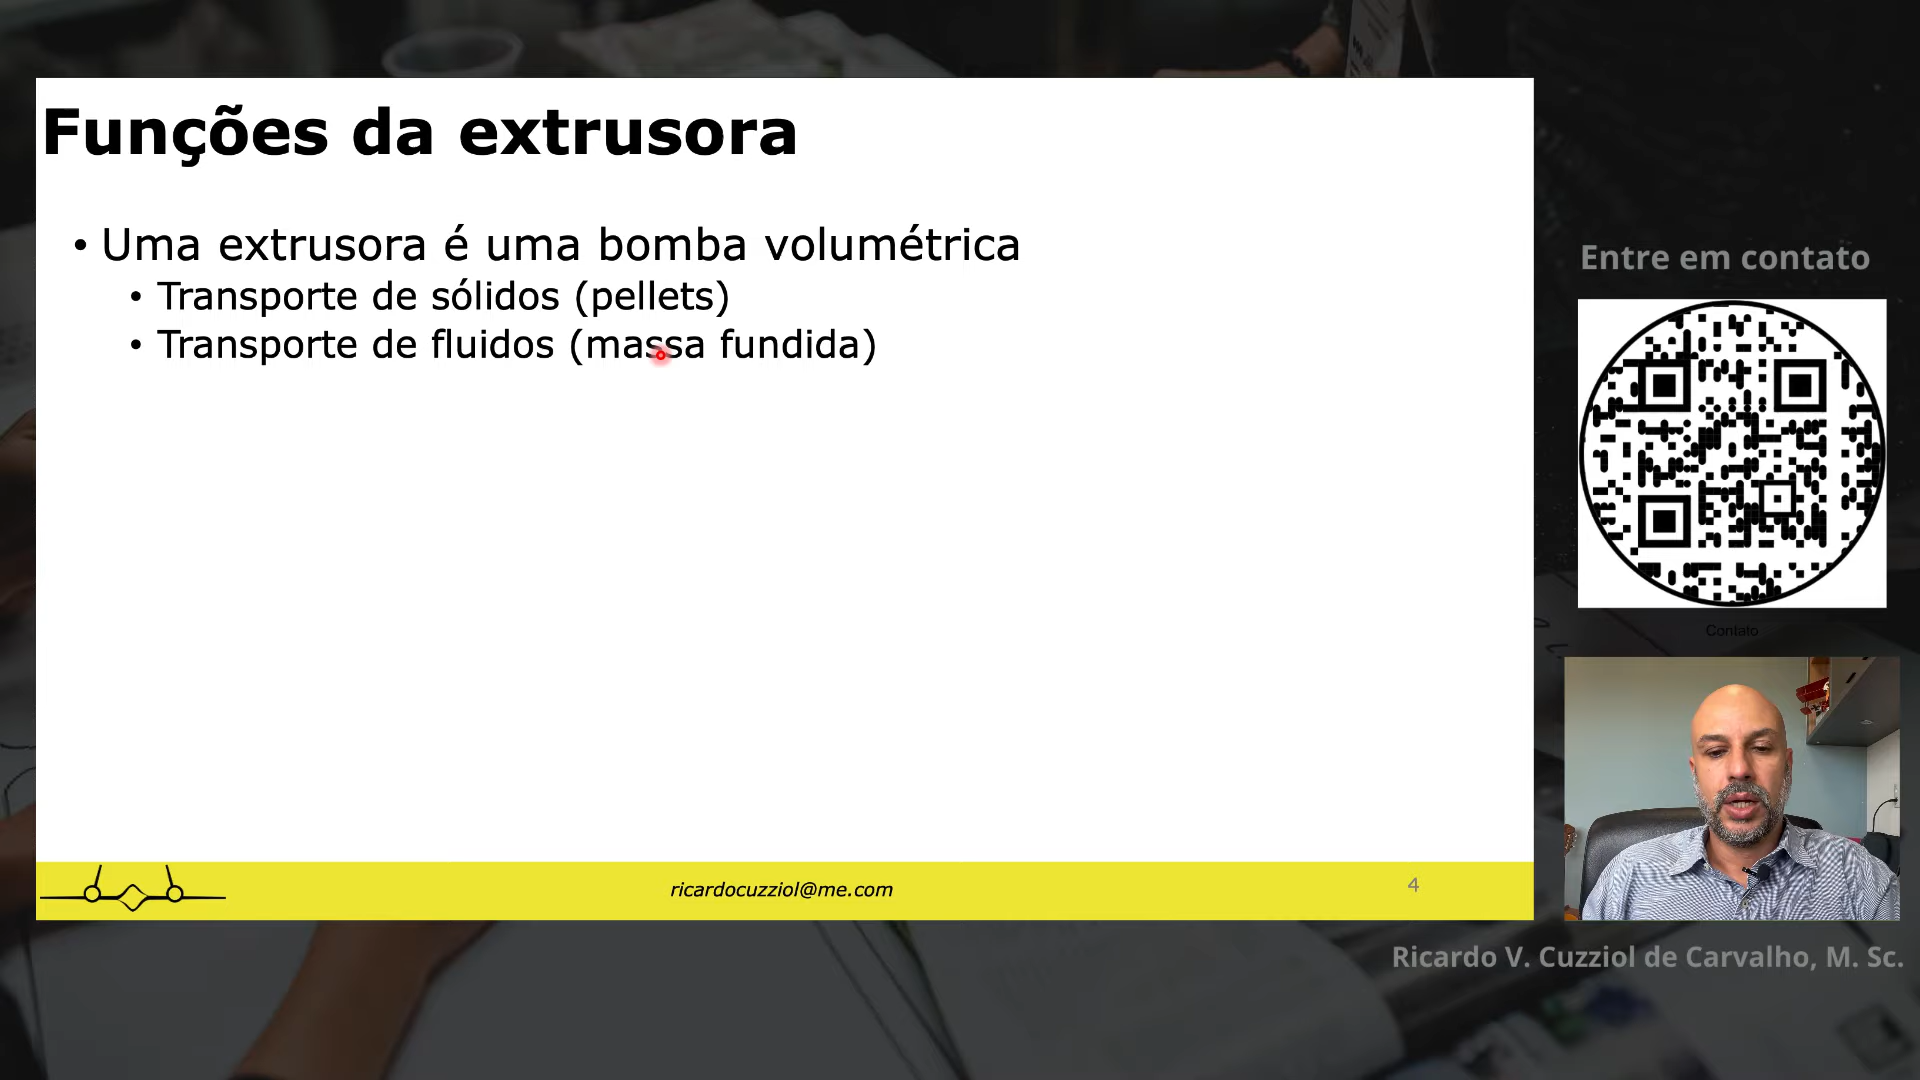 Funções da extrusora
• Uma extrusora é uma bomba volumétrica
• Transporte de sólidos (pellets)
• Transporte de fluidos (massa fundida)
ricardocuzziol@me.com
4
Entre em contato
Contato
Ricardo V. Cuzziol de Carvalho, M. Sc.